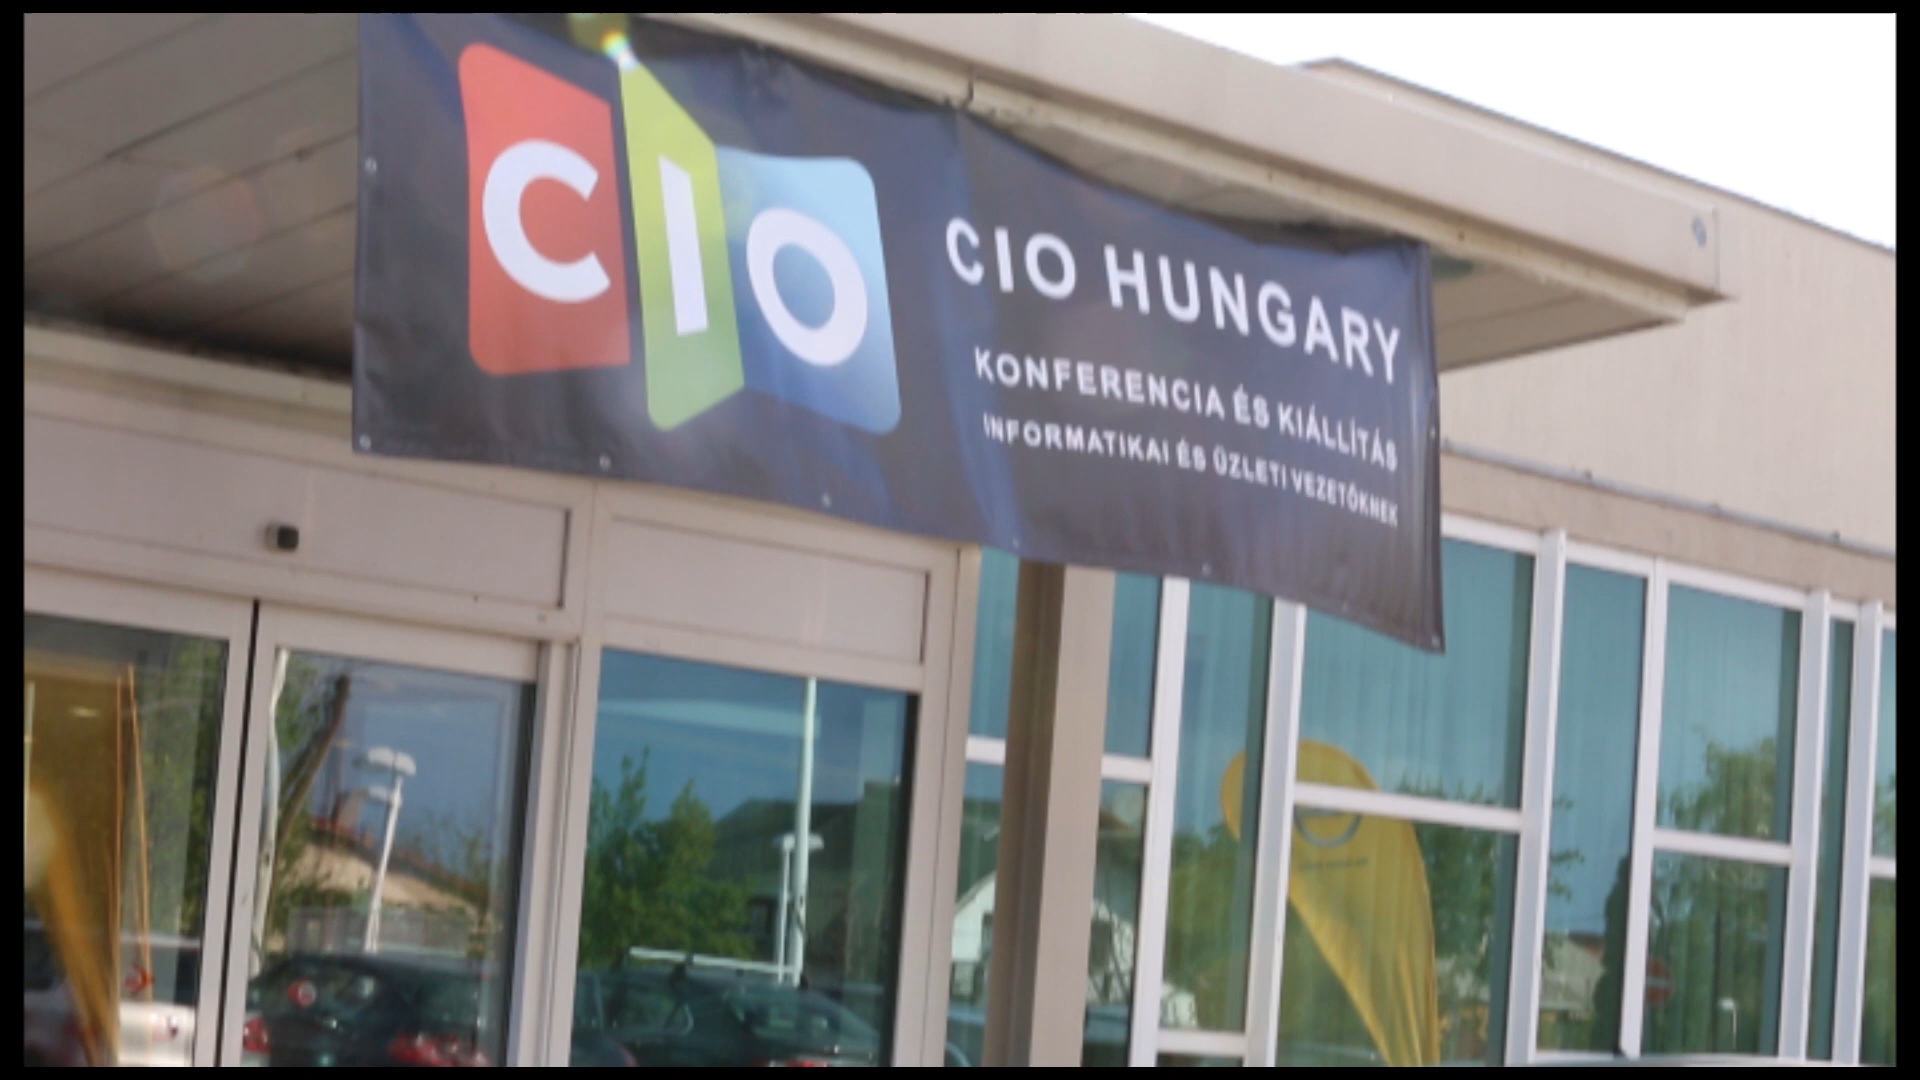 CIO
CIO HUNGARY
KONFERENCIA ÉS KIÁLLÍTÁS
INFORMATIKAI ÉS ÜZLETI VEZETŐKNEK